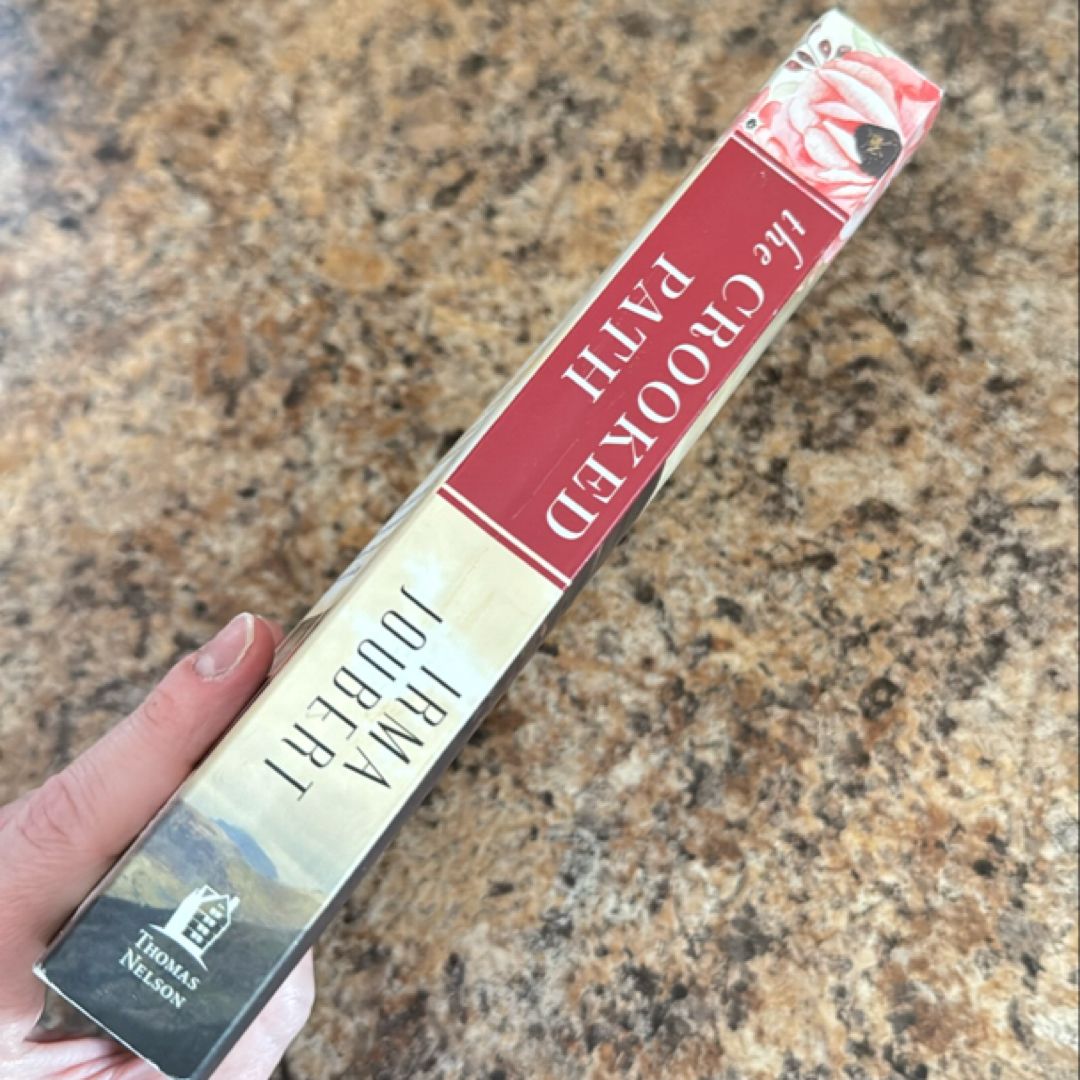 the CROOKED
PATH
IRMA
JOUBERT
THOMAS
NELSON